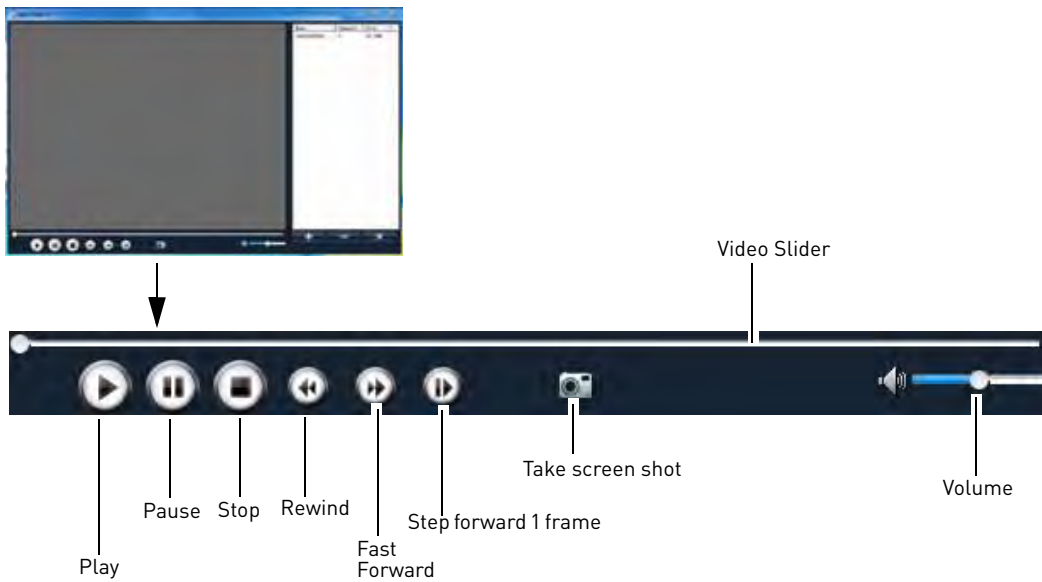 Video Slider
Take screen shot
Volume
Pause
Stop
Rewind
Step forward 1 frame
Fast
Forward
Play